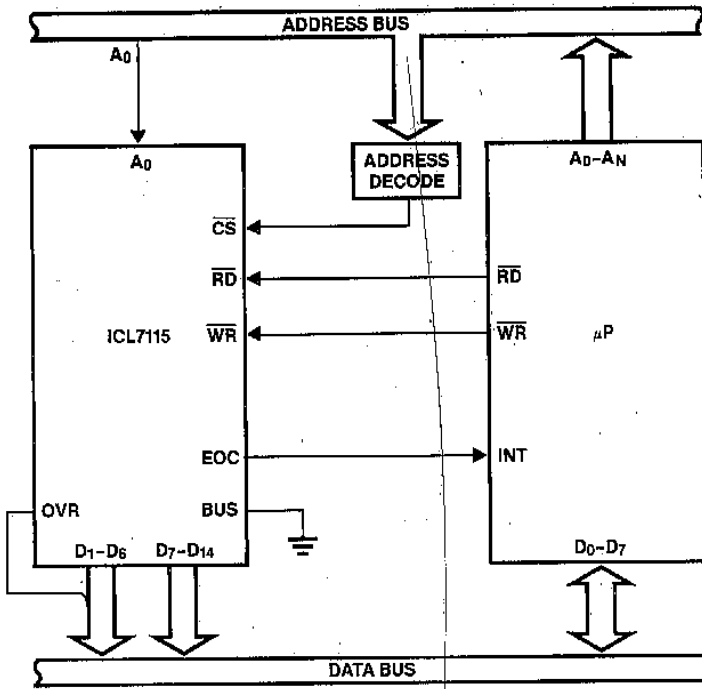 ADDRESS BUS
A0
A0
ADDRESS
DECODE
A0–AN
CS
RD
RD
ICL7115
WR
WR
μP
EOC
INT
OVR
BUS
D1–D6
D7–D14
D0–D7
DATA BUS